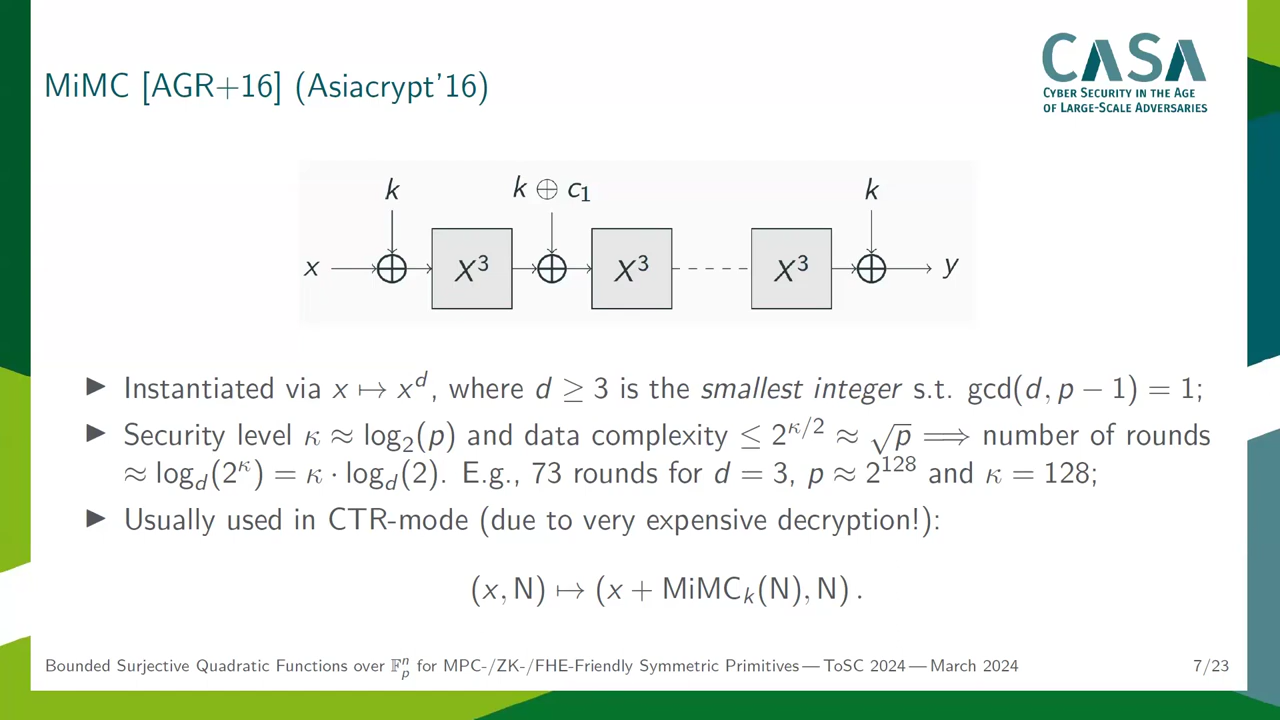 MiMC [AGR+16] (Asiacrypt'16)
CASA
CYBER SECURITY IN THE AGE
OF LARGE-SCALE ADVERSARIES
k k ⊕ c₁ k
x X³ X³ X³ y
▶ Instantiated via x ↦ x^d, where d ≥ 3 is the smallest integer s.t. gcd(d, p − 1) = 1;
▶ Security level κ ≈ log₂(p) and data complexity ≤ 2^{κ/2} ≈ √p ⟹ number of rounds
≈ log_d(2^κ) = κ · log_d(2). E.g., 73 rounds for d = 3, p ≈ 2^{128} and κ = 128;
▶ Usually used in CTR-mode (due to very expensive decryption!):
(x, N) ↦ (x + MiMC_k(N), N) .
Bounded Surjective Quadratic Functions over 𝔽_p^n for MPC-/ZK-/FHE-Friendly Symmetric Primitives — ToSC 2024 — March 2024
7/23